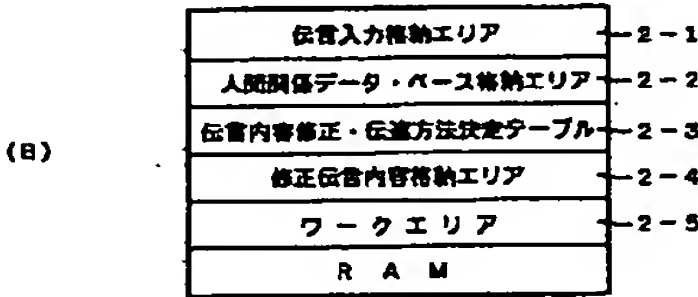 伝言入力格納エリア 2-1
人間関係データ・ベース格納エリア 2-2
(B) 伝言内容修正・伝達方法決定テーブル 2-3
修正伝言内容格納エリア 2-4
ワークエリア 2-5
RAM